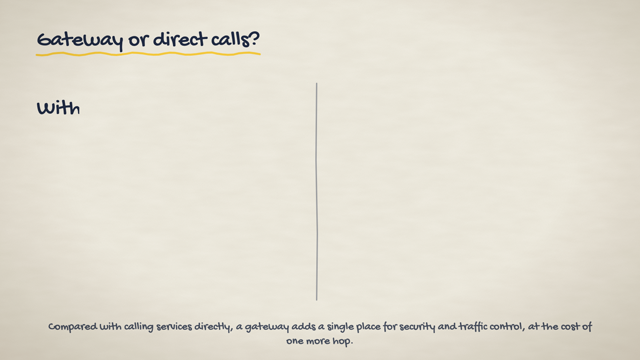 Gateway or direct calls?
With
Compared with calling services directly, a gateway adds a single place for security and traffic control, at the cost of
one more hop.